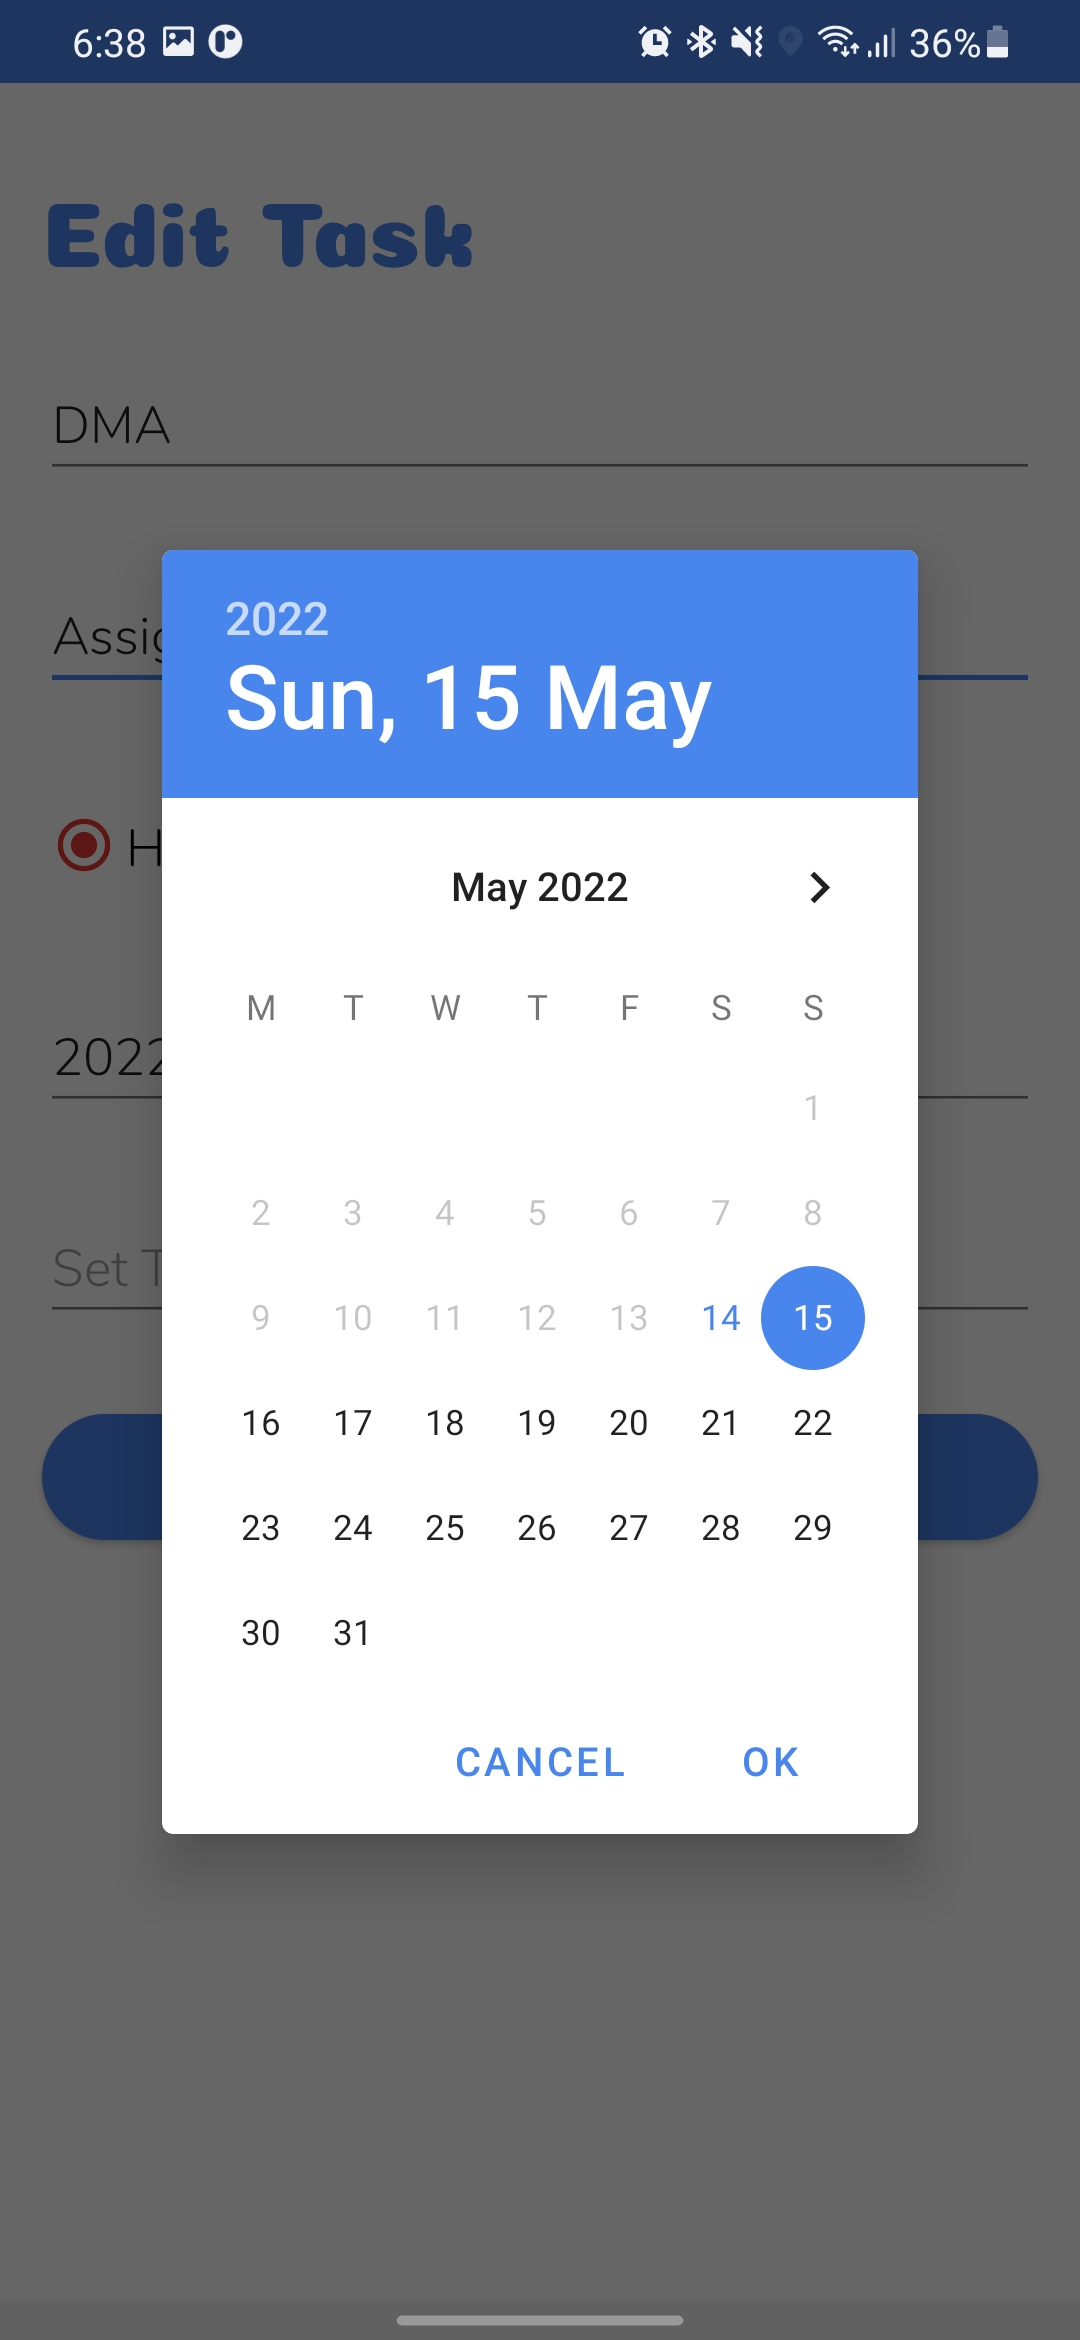 6:38 36%
Edit Task
DMA
2022
Sun, 15 May
May 2022
M T W T F S S
1
2 3 4 5 6 7 8
9 10 11 12 13 14 15
16 17 18 19 20 21 22
23 24 25 26 27 28 29
30 31
CANCEL OK
Assig
H
2022
Set T